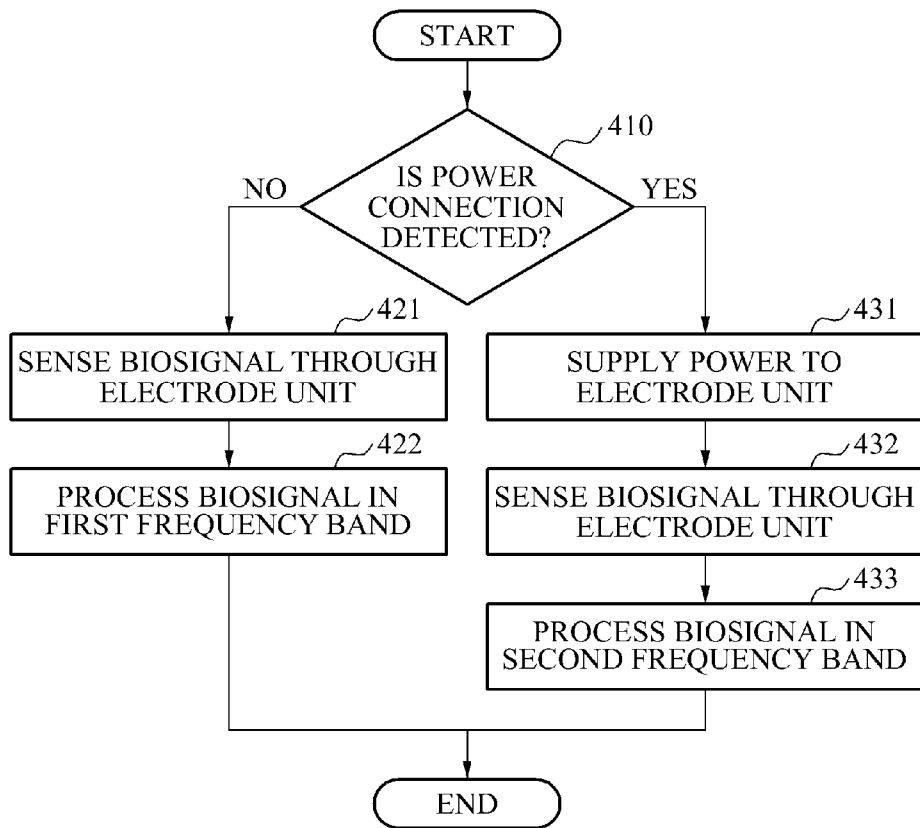 START
410
IS POWER
CONNECTION
DETECTED?
NO
YES
421
SENSE BIOSIGNAL THROUGH
ELECTRODE UNIT
422
PROCESS BIOSIGNAL IN
FIRST FREQUENCY BAND
431
SUPPLY POWER TO
ELECTRODE UNIT
432
SENSE BIOSIGNAL THROUGH
ELECTRODE UNIT
433
PROCESS BIOSIGNAL IN
SECOND FREQUENCY BAND
END